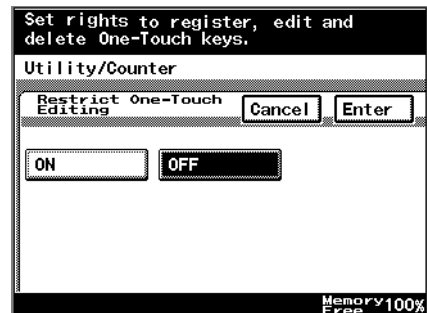 Set rights to register, edit and
delete One-Touch keys.
Utility/Counter
Restrict One-Touch
Editing
Cancel
Enter
ON
OFF
Memory
Free
100%